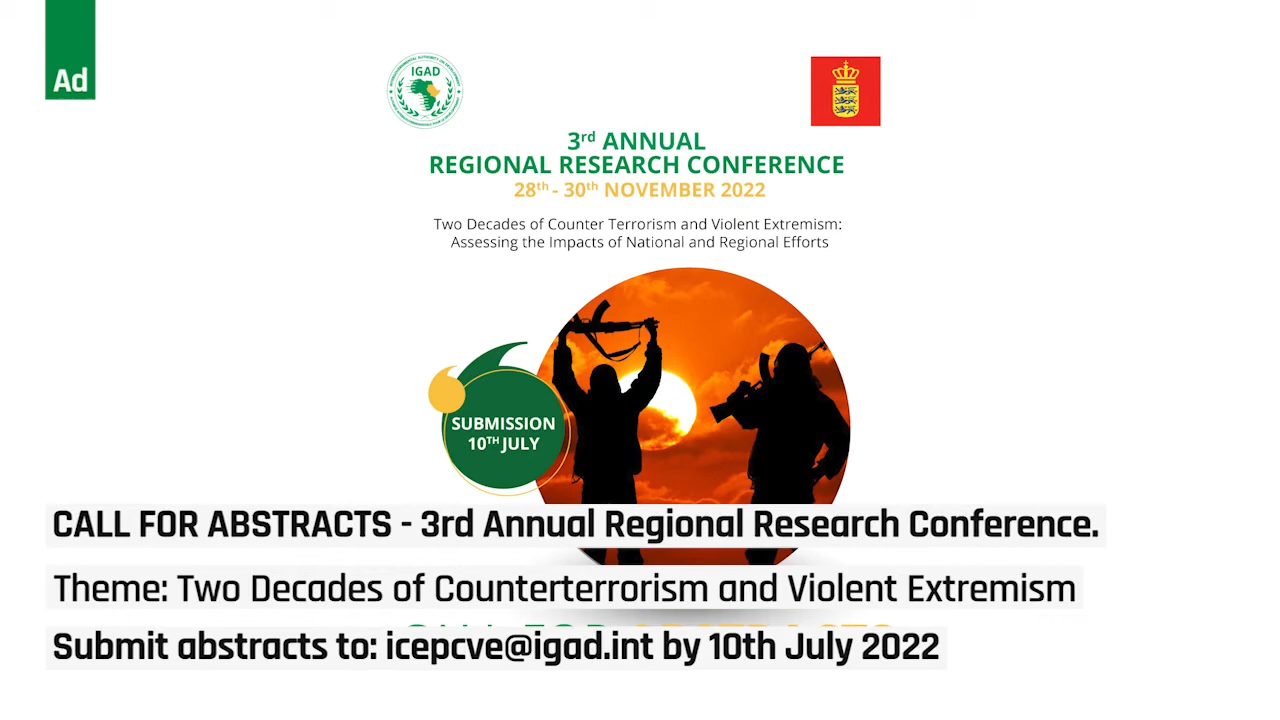 Ad
IGAD
3rd ANNUAL
REGIONAL RESEARCH CONFERENCE
28th - 30th NOVEMBER 2022
Two Decades of Counter Terrorism and Violent Extremism:
Assessing the Impacts of National and Regional Efforts
SUBMISSION
10TH JULY
CALL FOR ABSTRACTS - 3rd Annual Regional Research Conference.
Theme: Two Decades of Counterterrorism and Violent Extremism
Submit abstracts to: icepcve@igad.int by 10th July 2022